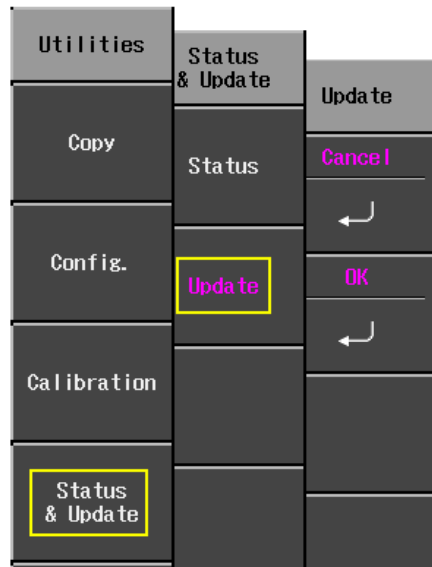 Utilities
Copy
Config.
Calibration
Status
& Update
Status
& Update
Status
Update
Update
Cancel
OK